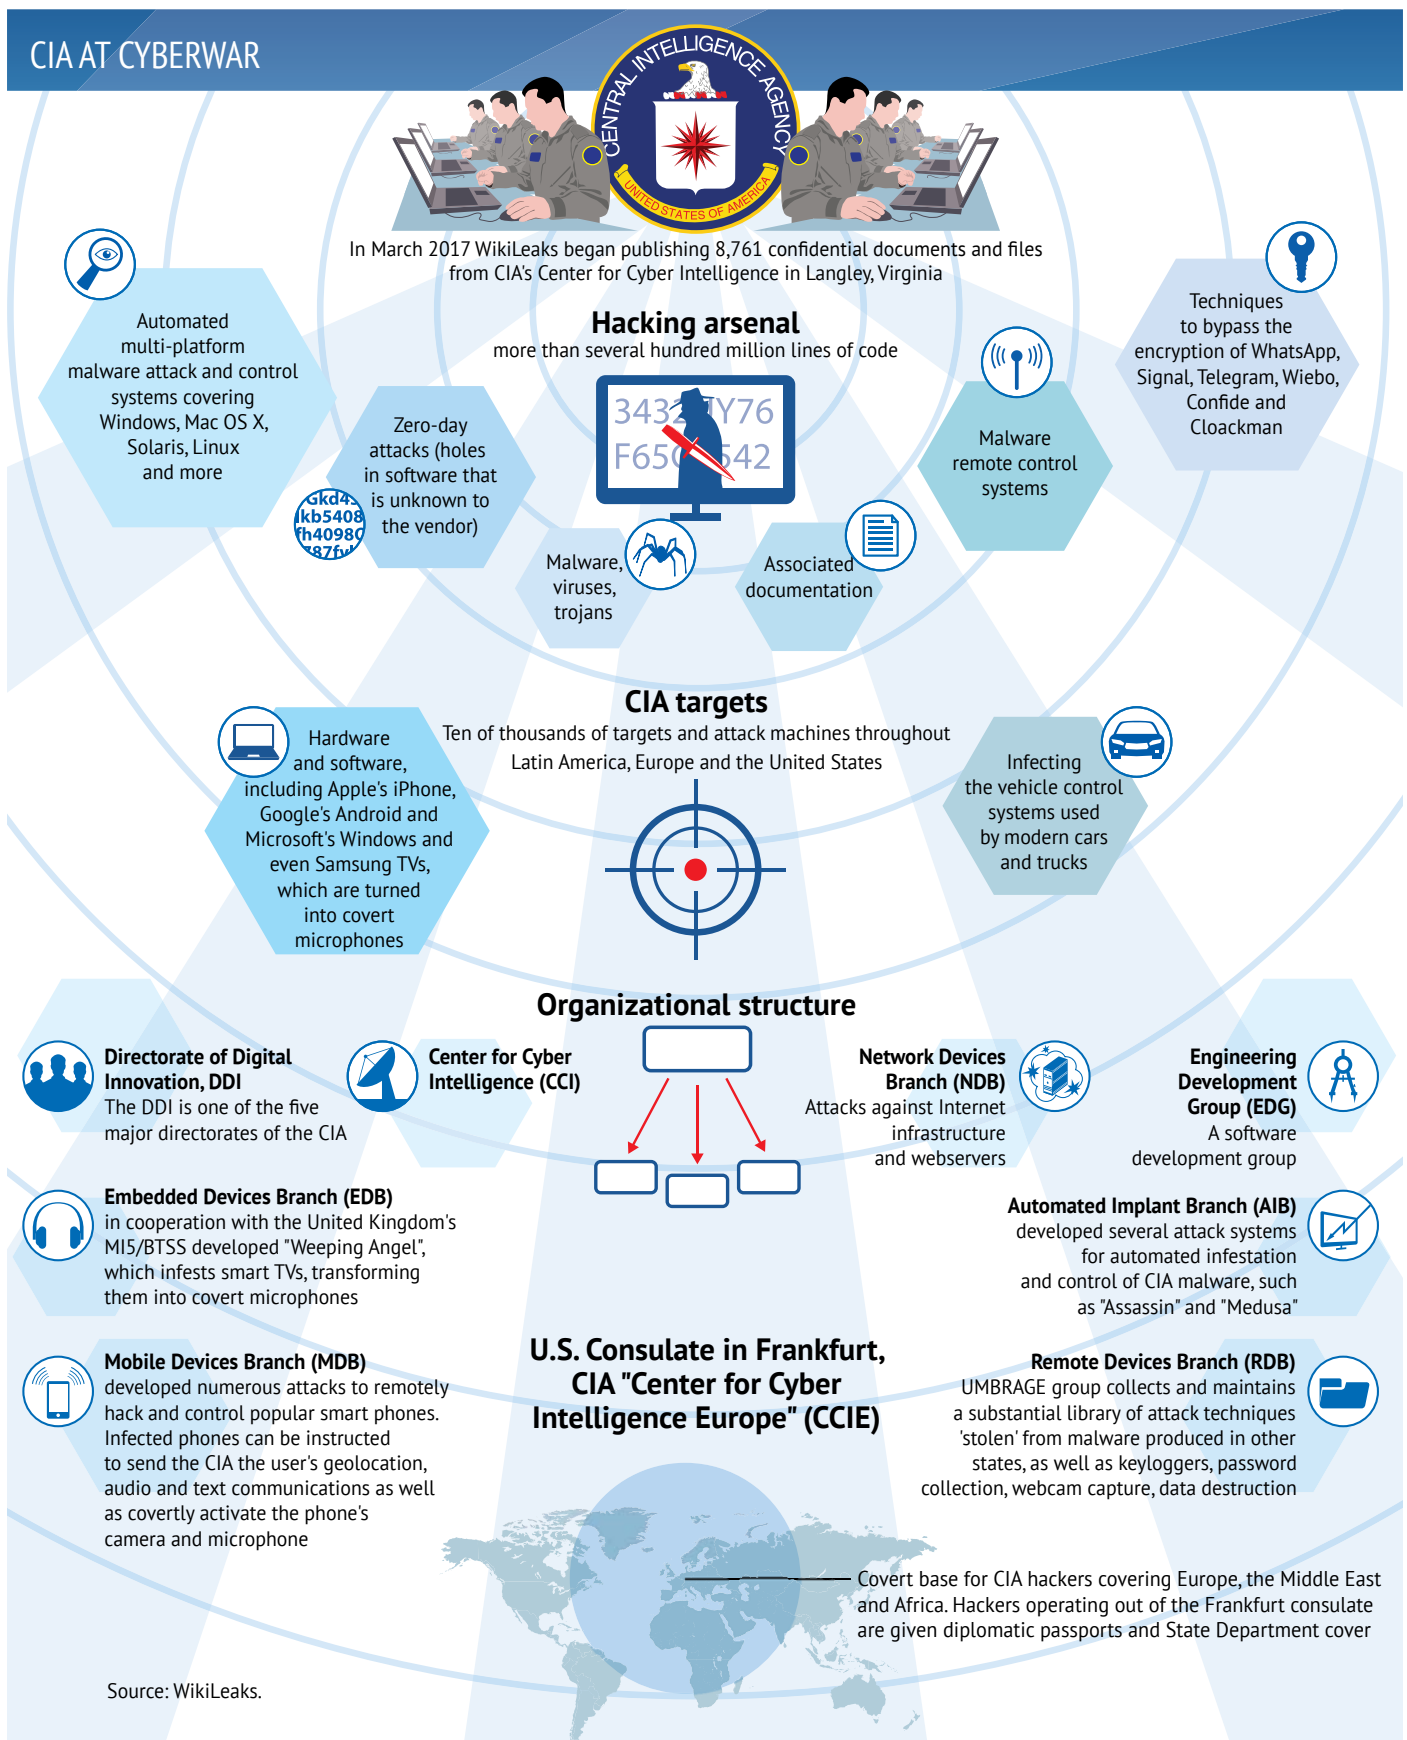 CIA AT CYBERWAR
CENTRAL INTELLIGENCE AGENCY
UNITED STATES OF AMERICA
In March 2017 WikiLeaks began publishing 8,761 confidential documents and files
from CIA's Center for Cyber Intelligence in Langley, Virginia
Hacking arsenal
more than several hundred million lines of code
Automated
multi-platform
malware attack and control
systems covering
Windows, Mac OS X,
Solaris, Linux
and more
Zero-day
attacks (holes
in software that
is unknown to
the vendor)
kb5408
fh4098
Malware,
viruses,
trojans
Associated
documentation
Malware
remote control
systems
Techniques
to bypass the
encryption of WhatsApp,
Signal, Telegram, Wiebo,
Confide and
Cloackman
CIA targets
Ten of thousands of targets and attack machines throughout
Latin America, Europe and the United States
Hardware
and software,
including Apple's iPhone,
Google's Android and
Microsoft's Windows and
even Samsung TVs,
which are turned
into covert
microphones
Infecting
the vehicle control
systems used
by modern cars
and trucks
Organizational structure
Directorate of Digital
Innovation, DDI
The DDI is one of the five
major directorates of the CIA
Center for Cyber
Intelligence (CCI)
Network Devices
Branch (NDB)
Attacks against Internet
infrastructure
and webservers
Engineering
Development
Group (EDG)
A software
development group
Embedded Devices Branch (EDB)
in cooperation with the United Kingdom's
MI5/BTSS developed "Weeping Angel",
which infests smart TVs, transforming
them into covert microphones
Automated Implant Branch (AIB)
developed several attack systems
for automated infestation
and control of CIA malware, such
as "Assassin" and "Medusa"
Mobile Devices Branch (MDB)
developed numerous attacks to remotely
hack and control popular smart phones.
Infected phones can be instructed
to send the CIA the user's geolocation,
audio and text communications as well
as covertly activate the phone's
camera and microphone
Remote Devices Branch (RDB)
UMBRAGE group collects and maintains
a substantial library of attack techniques
'stolen' from malware produced in other
states, as well as keyloggers, password
collection, webcam capture, data destruction
U.S. Consulate in Frankfurt,
CIA "Center for Cyber
Intelligence Europe" (CCIE)
Covert base for CIA hackers covering Europe, the Middle East
and Africa. Hackers operating out of the Frankfurt consulate
are given diplomatic passports and State Department cover
Source: WikiLeaks.